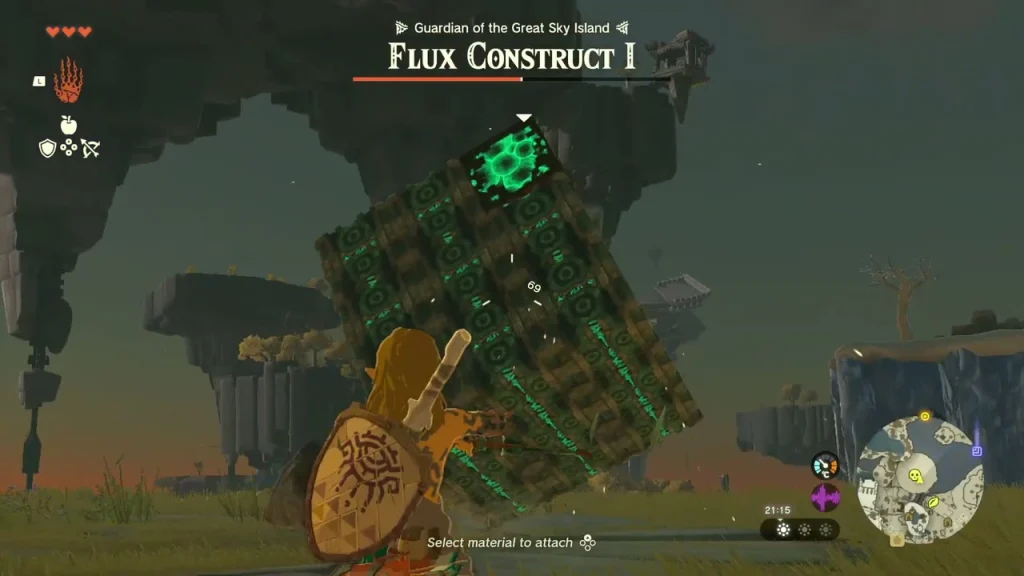 Guardian of the Great Sky Island
FLUX CONSTRUCT I
L
69
21:15
Select material to attach